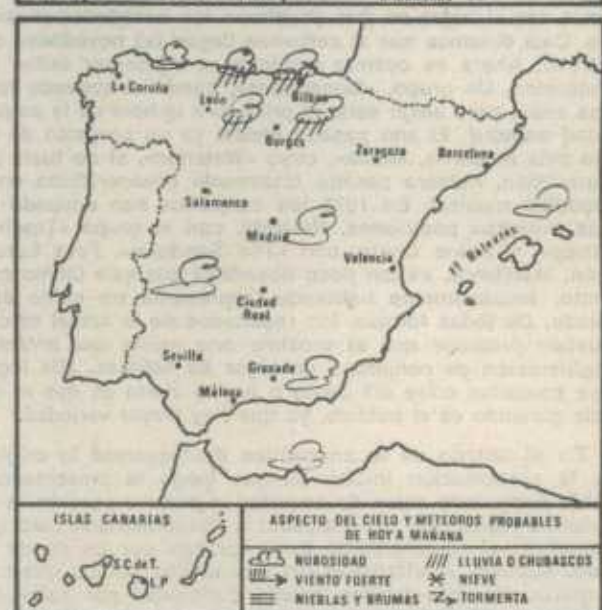 La Coruña
León
Bilbao
Burgos
Zaragoza
Barcelona
Salamanca
Madrid
Valencia
Iˢ Baleares
Ciudad
Real
Sevilla
Granada
Málaga
ISLAS CANARIAS
S.C. de T.
L.P.
ASPECTO DEL CIELO Y METEOROS PROBABLES
DE HOY A MAÑANA
NUBOSIDAD
LLUVIA O CHUBASCOS
VIENTO FUERTE
NIEVE
NIEBLAS Y BRUMAS
TORMENTA